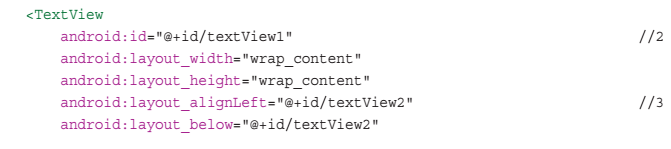 <TextView
android:id="@+id/textView1" //2
android:layout_width="wrap_content"
android:layout_height="wrap_content"
android:layout_alignLeft="@+id/textView2" //3
android:layout_below="@+id/textView2"